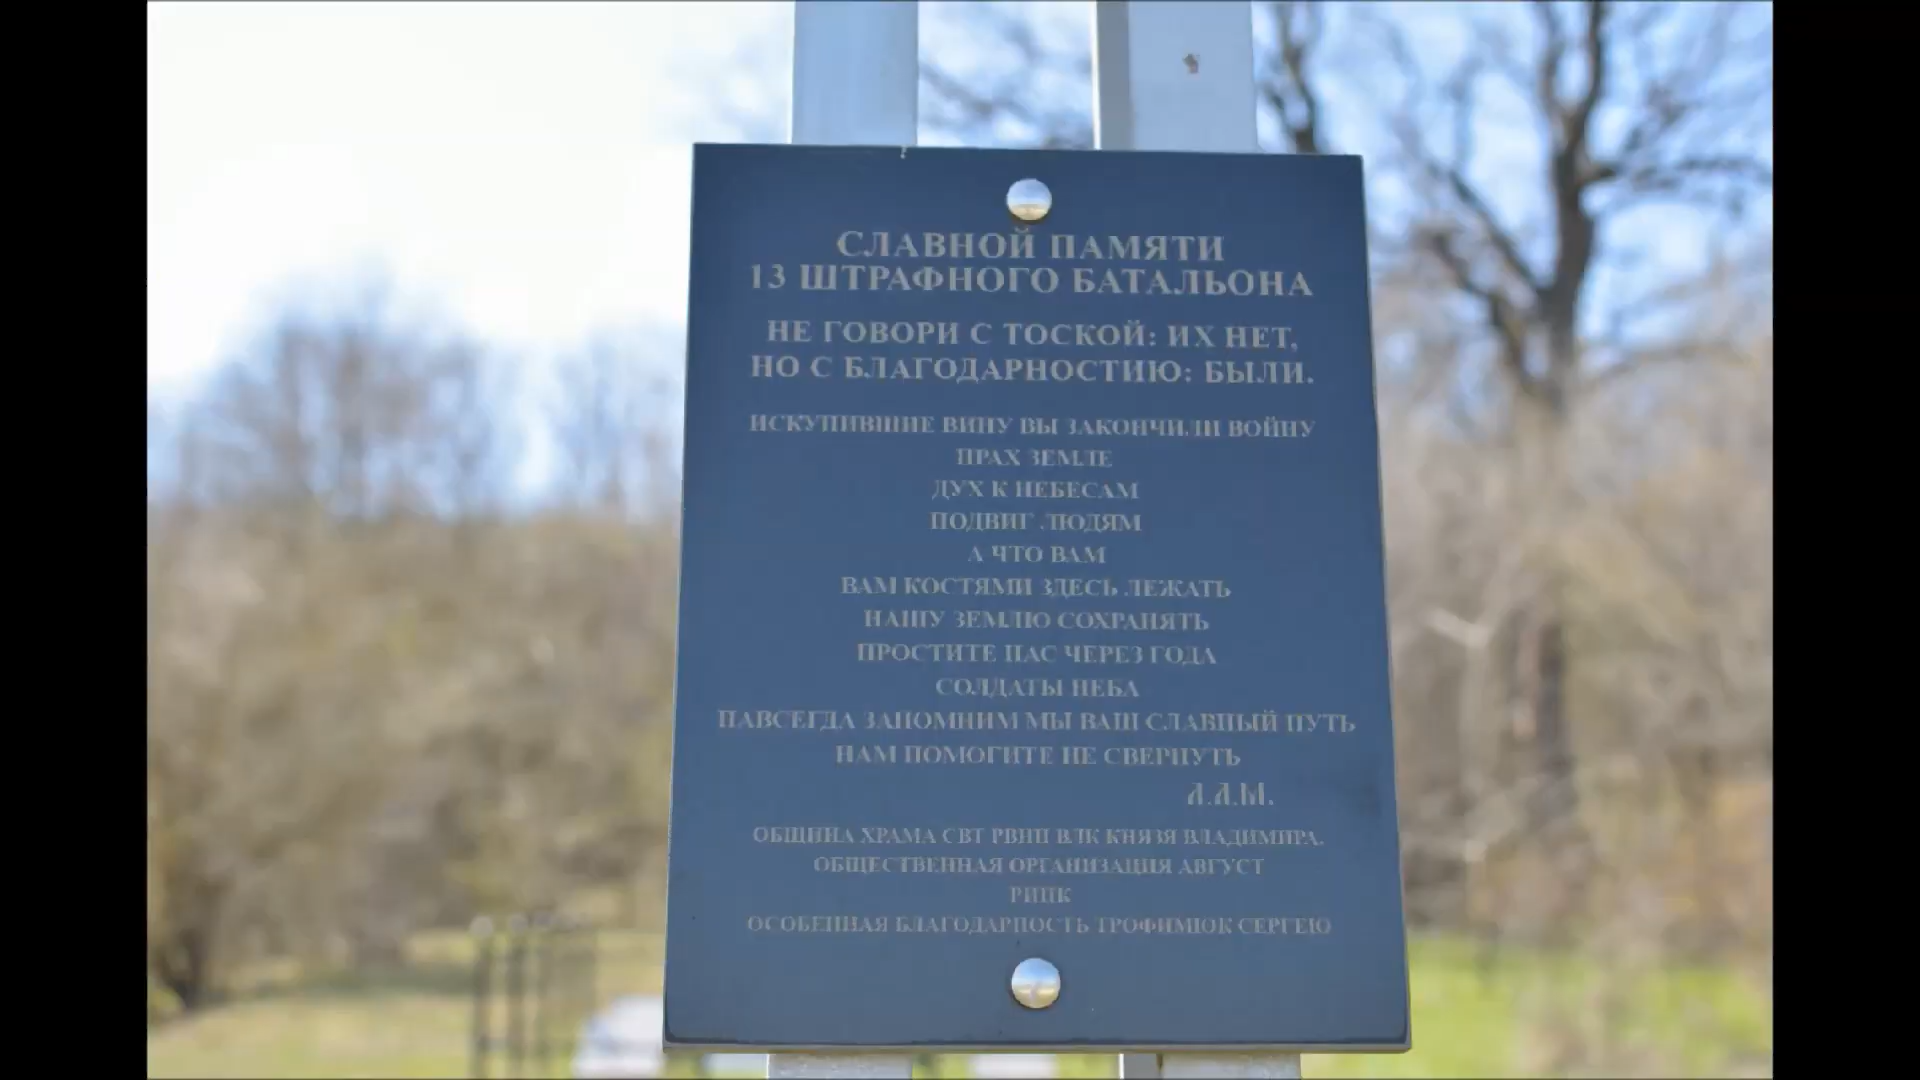 СЛАВНОЙ ПАМЯТИ
13 ШТРАФНОГО БАТАЛЬОНА
НЕ ГОВОРИ С ТОСКОЙ: ИХ НЕТ,
НО С БЛАГОДАРНОСТИЮ: БЫЛИ.
ИСКУПИВШИЕ ВИНУ ВЫ ЗАКОНЧИЛИ ВОЙНУ
ПРАХ ЗЕМЛЕ
ДУХ К НЕБЕСАМ
ПОДВИГ ЛЮДЯМ
А ЧТО ВАМ
ВАМ КОСТЯМИ ЗДЕСЬ ЛЕЖАТЬ
НАШУ ЗЕМЛЮ СОХРАНЯТЬ
ПРОСТИТЕ НАС ЧЕРЕЗ ГОДА
СОЛДАТЫ НЕБА
НАВСЕГДА ЗАПОМНИМ МЫ ВАШ СЛАВНЫЙ ПУТЬ
НАМ ПОМОГИТЕ НЕ СВЕРНУТЬ
ОБЩИНА ХРАМА СВТ РВНП ВЛК КНЯЗЯ ВЛАДИМИРА.
ОБЩЕСТВЕННАЯ ОРГАНИЗАЦИЯ АВГУСТ
ОСОБЕННАЯ БЛАГОДАРНОСТЬ ТРОФИМЮК СЕРГЕЮ